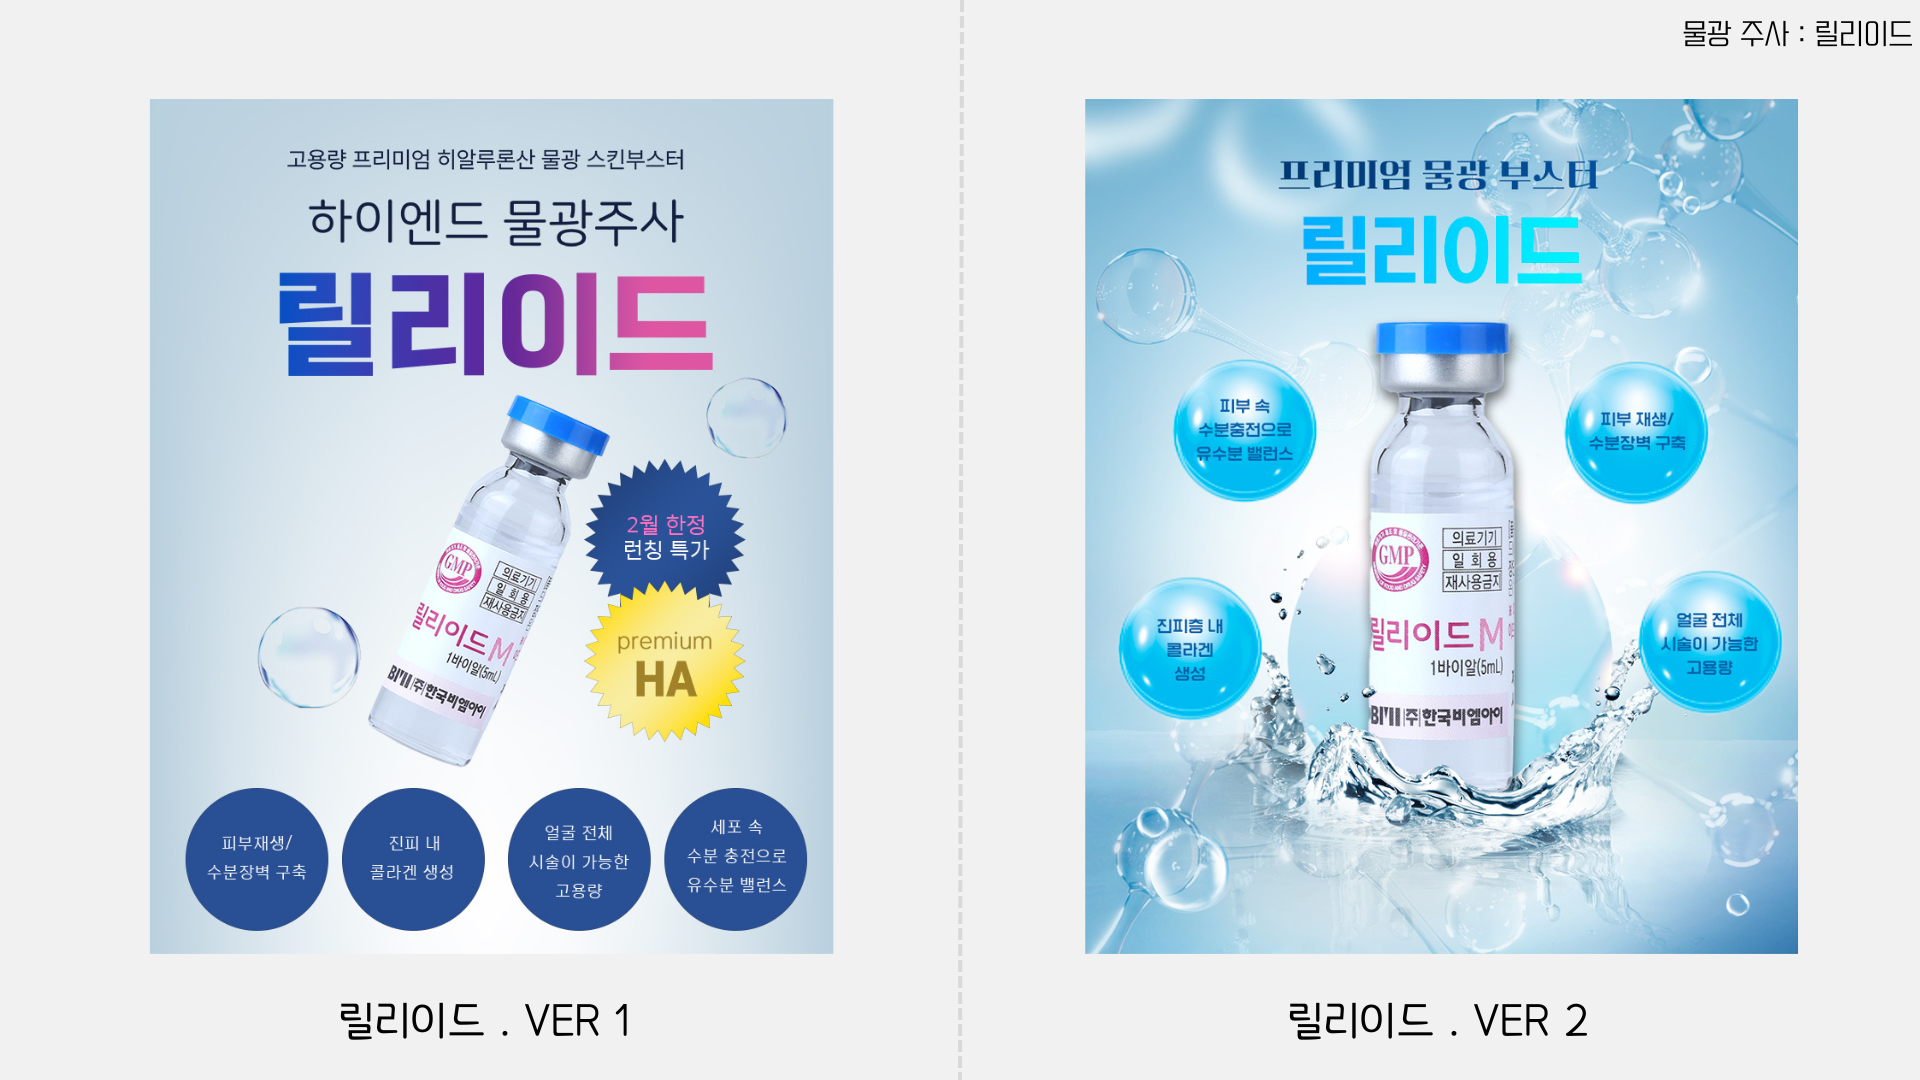 물광 주사 : 릴리이드
고용량 프리미엄 히알루론산 물광 스킨부스터
하이엔드 물광주사
릴리이드
2월 한정
런칭 특가
premium
HA
GMP
의료기기
일 회 용
재사용금지
릴리이드 M
1바이알(5mL)
BMI (주)한국비엠아이
피부재생/
수분장벽 구축
진피 내
콜라겐 생성
얼굴 전체
시술이 가능한
고용량
세포 속
수분 충전으로
유수분 밸런스
릴리이드 . VER 1
프리미엄 물광 부스터
릴리이드
피부 속
수분충전으로
유수분 밸런스
피부 재생/
수분장벽 구축
GMP
의료기기
일 회 용
재사용금지
릴리이드 M
1바이알(5mL)
BMI (주)한국비엠아이
진피층 내
콜라겐
생성
얼굴 전체
시술이 가능한
고용량
릴리이드 . VER 2